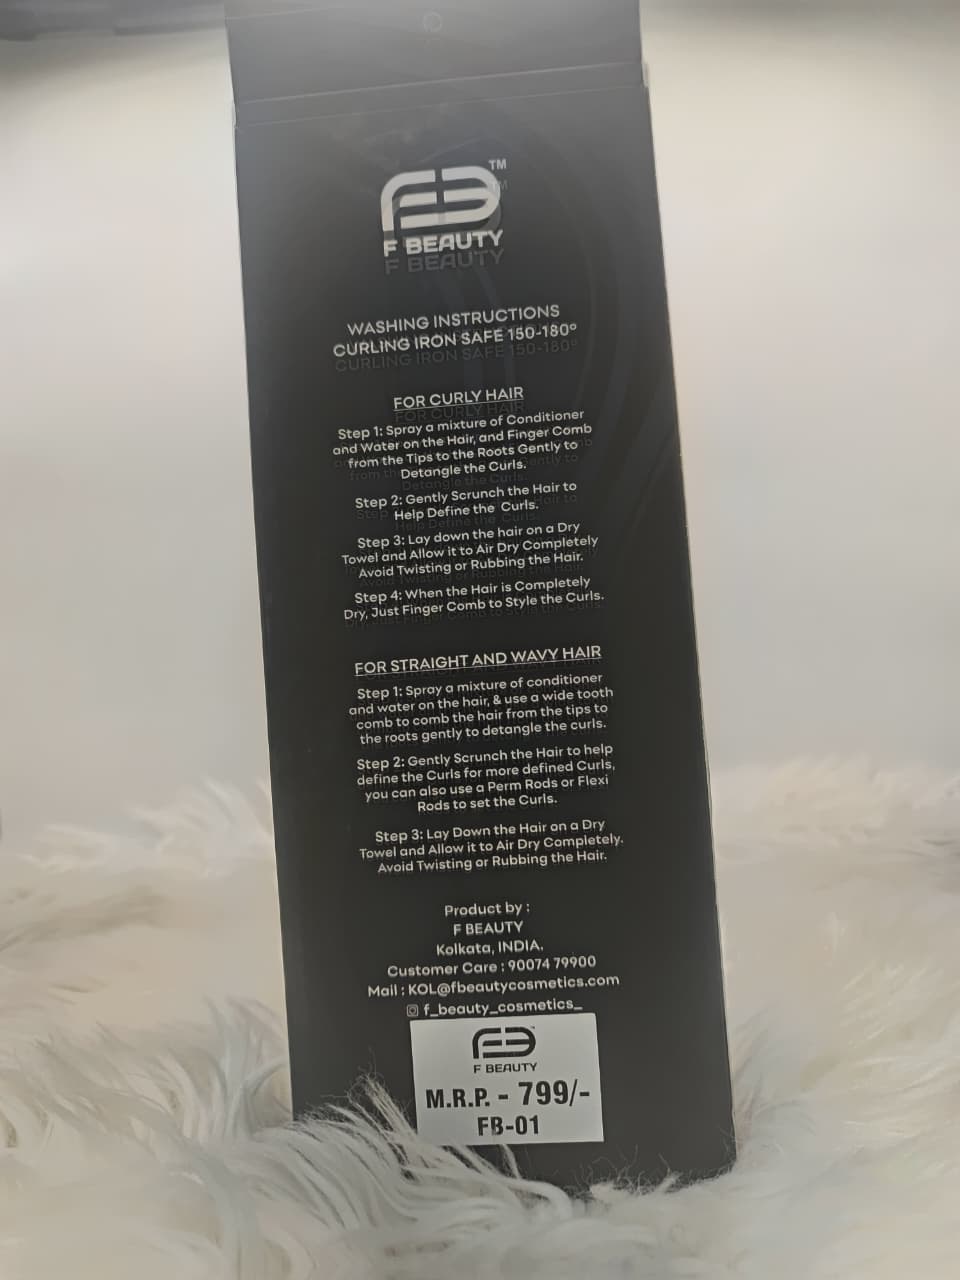 TM
F BEAUTY
WASHING INSTRUCTIONS
CURLING IRON SAFE 150-180°
FOR CURLY HAIR
Step 1: Spray a mixture of Conditioner
and Water on the Hair, and Finger Comb
from the Tips to the Roots Gently to
Detangle the Curls.
Step 2: Gently Scrunch the Hair to
Help Define the Curls.
Step 3: Lay down the hair on a Dry
Towel and Allow it to Air Dry Completely
Avoid Twisting or Rubbing the Hair.
Step 4: When the Hair is Completely
Dry, Just Finger Comb to Style the Curls.
FOR STRAIGHT AND WAVY HAIR
Step 1: Spray a mixture of conditioner
and water on the hair, & use a wide tooth
comb to comb the hair from the tips to
the roots gently to detangle the curls.
Step 2: Gently Scrunch the Hair to help
define the Curls for more defined Curls,
you can also use a Perm Rods or Flexi
Rods to set the Curls.
Step 3: Lay Down the Hair on a Dry
Towel and Allow it to Air Dry Completely.
Avoid Twisting or Rubbing the Hair.
Product by :
F BEAUTY
Kolkata, INDIA.
Customer Care : 90074 79900
Mail : KOL@fbeautycosmetics.com
f_beauty_cosmetics_
F BEAUTY
M.R.P. - 799/-
FB-01